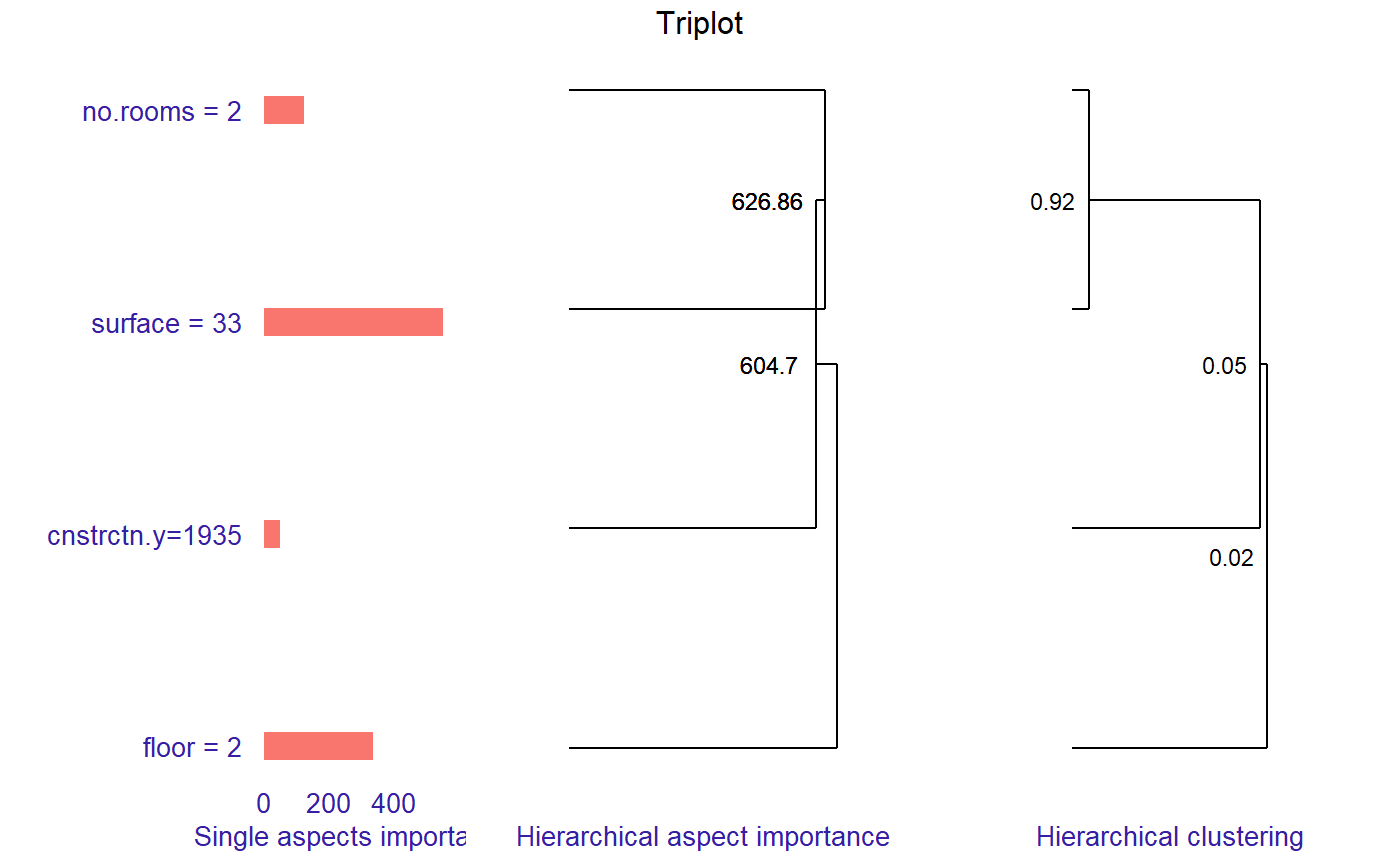 Triplot
no.rooms = 2
626.86
0.92
surface = 33
604.7
0.05
cnstrctn.y=1935
0.02
floor = 2
0 200 400
Single aspects importa
Hierarchical aspect importance
Hierarchical clustering